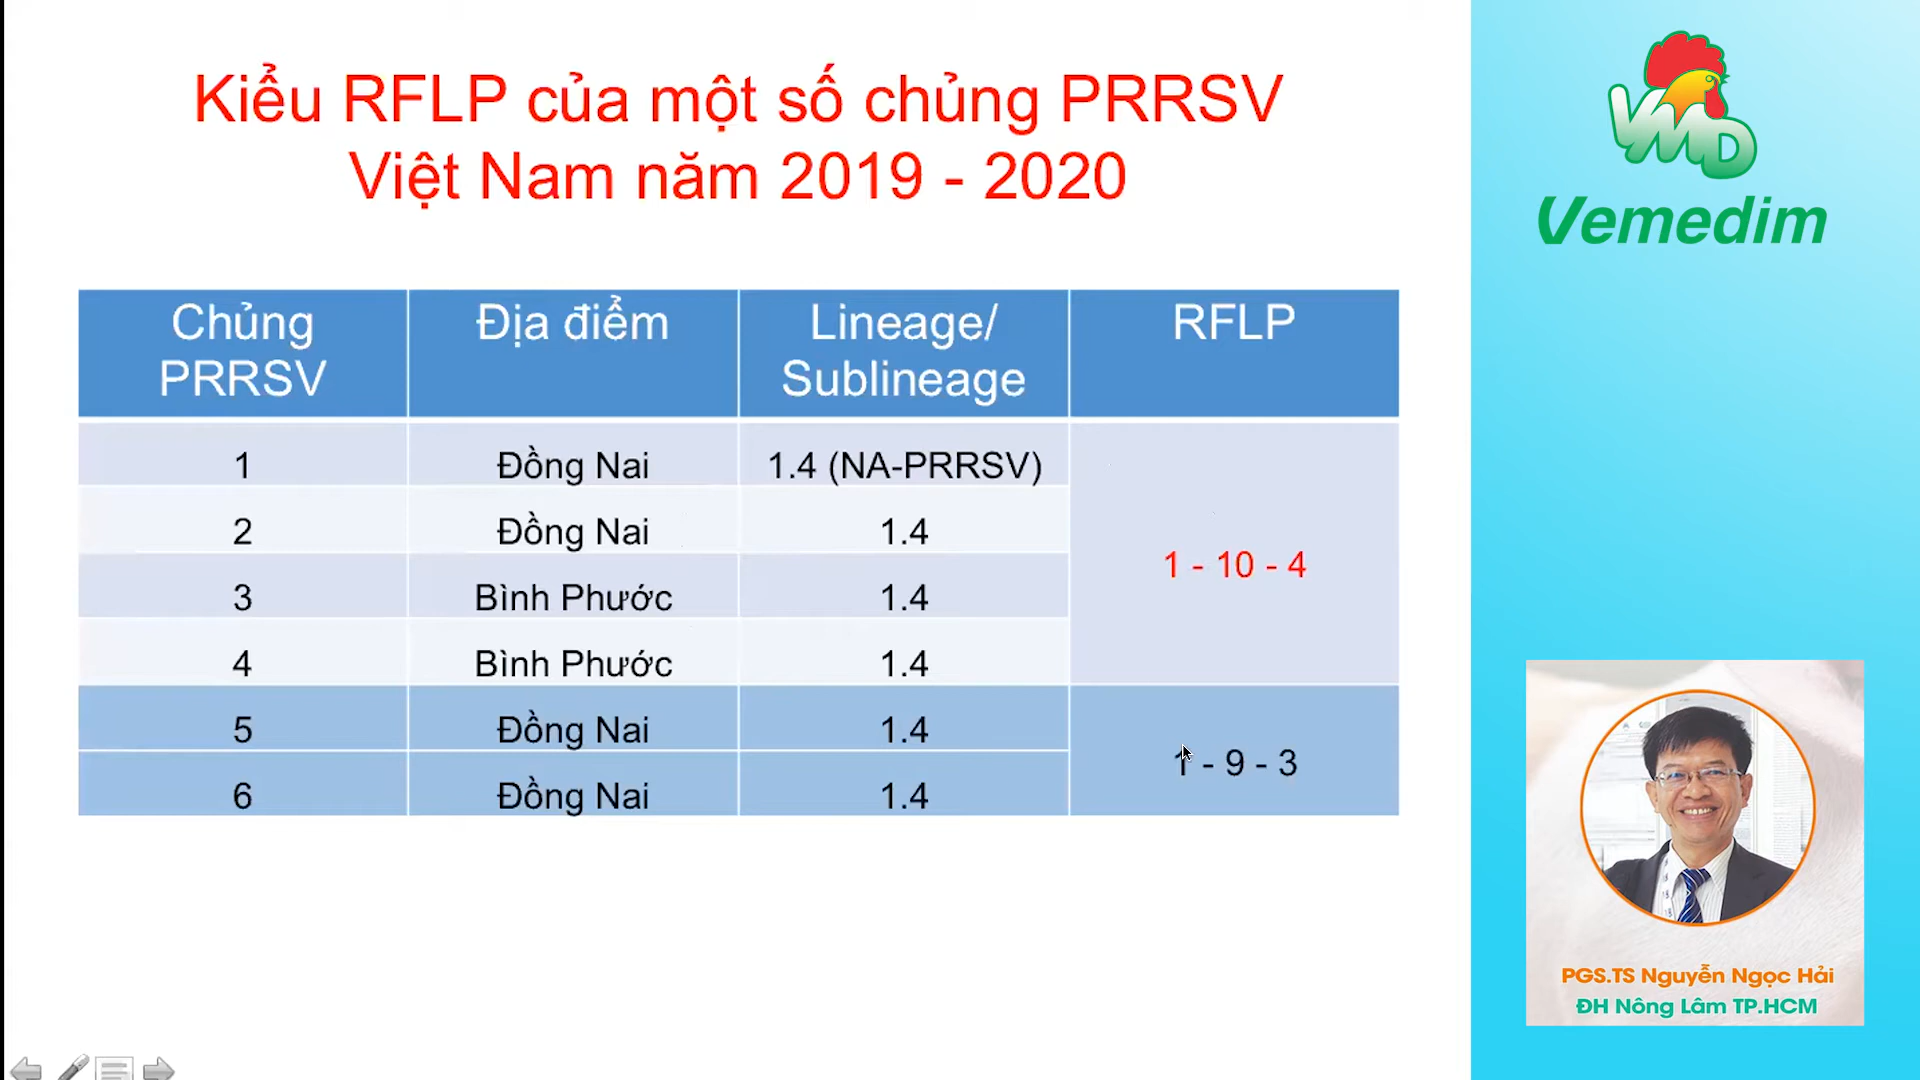 Kiểu RFLP của một số chủng PRRSV
Việt Nam năm 2019 - 2020
Chủng PRRSV Địa điểm Lineage/ Sublineage RFLP
1 Đồng Nai 1.4 (NA-PRRSV)
2 Đồng Nai 1.4
1 - 10 - 4
3 Bình Phước 1.4
4 Bình Phước 1.4
5 Đồng Nai 1.4
1 - 9 - 3
6 Đồng Nai 1.4
VMD
Vemedim
PGS.TS Nguyễn Ngọc Hải
ĐH Nông Lâm TP.HCM